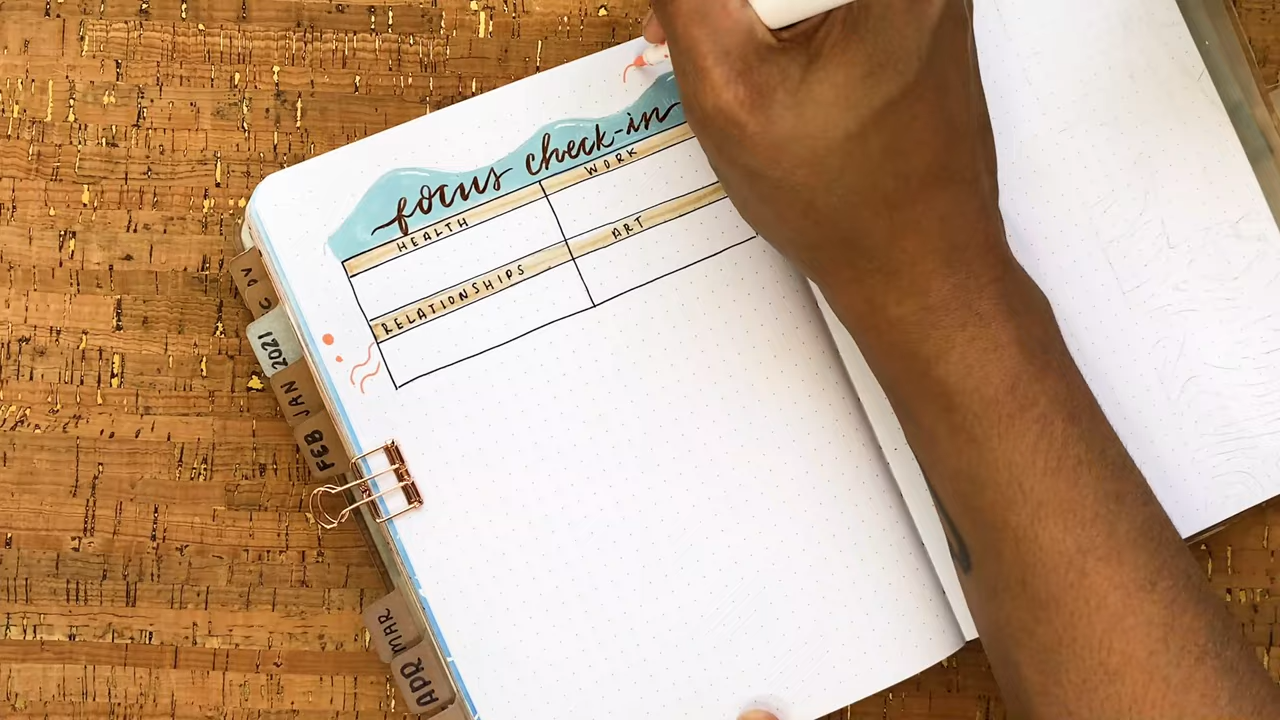 focus check-in
HEALTH
WORK
RELATIONSHIPS
ART
2021
JAN
FEB
MAR
APR